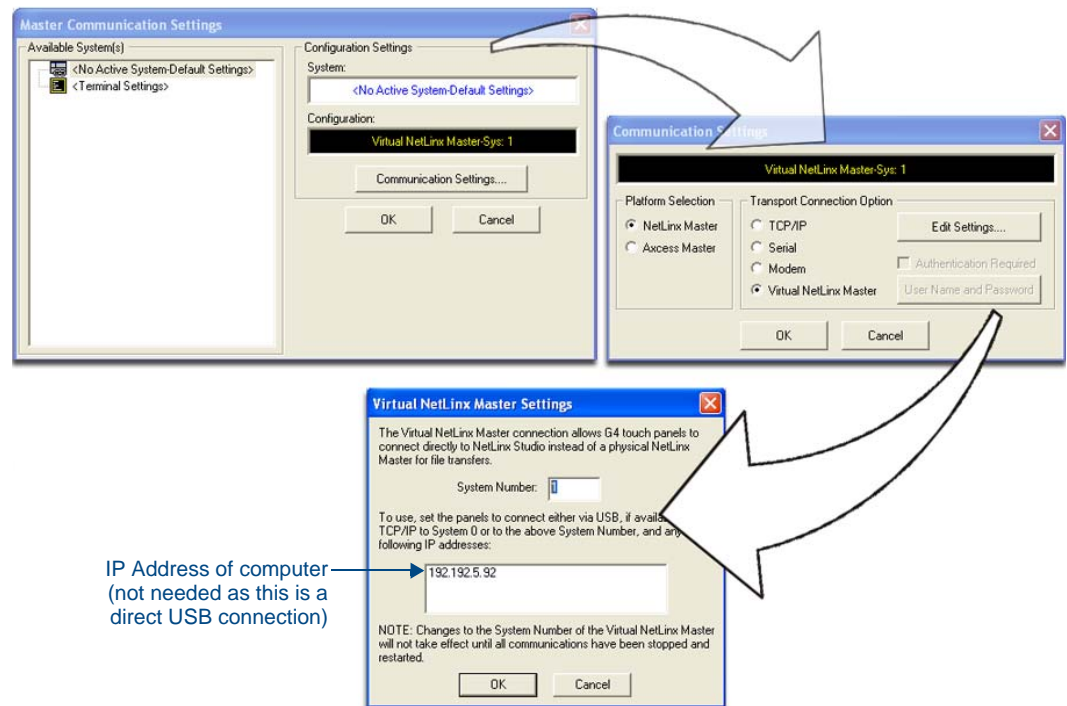 Master Communication Settings
Available System(s)
<No Active System-Default Settings>
<Terminal Settings>
Configuration Settings
System:
<No Active System-Default Settings>
Configuration:
Virtual NetLinx Master-Sys: 1
Communication Settings....
OK
Cancel
Communication Settings
Virtual NetLinx Master-Sys: 1
Platform Selection
NetLinx Master
Axcess Master
Transport Connection Option
TCP/IP
Serial
Modem
Virtual NetLinx Master
Edit Settings....
Authentication Required
User Name and Password
OK
Cancel
Virtual NetLinx Master Settings
The Virtual NetLinx Master connection allows G4 touch panels to
connect directly to NetLinx Studio instead of a physical NetLinx
Master for file transfers.
System Number: 1
To use, set the panels to connect either via USB, if
TCP/IP to System 0 or to the above System Number, and
following IP addresses:
192.192.5.92
NOTE: Changes to the System Number of the Virtual NetLinx Master
will not take effect until all communications have been stopped and
restarted.
OK
Cancel
IP Address of computer
(not needed as this is a
direct USB connection)